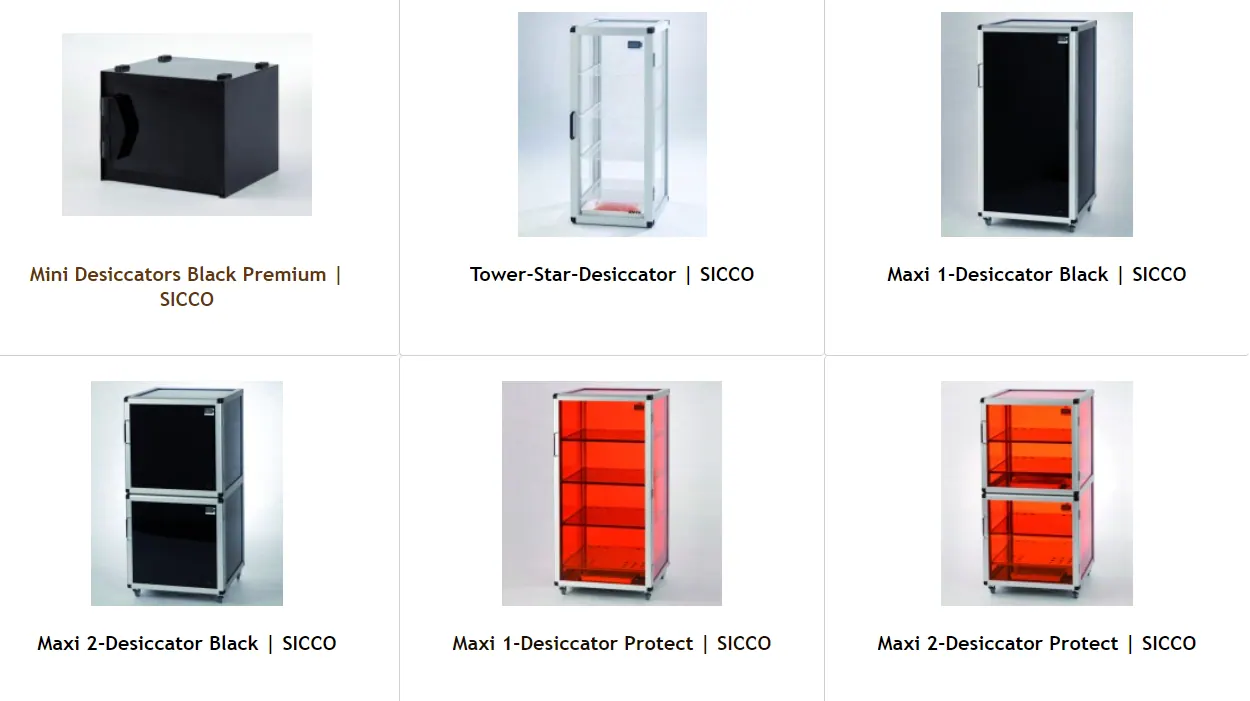 Mini Desiccators Black Premium |
SICCO
Tower-Star-Desiccator | SICCO
Maxi 1-Desiccator Black | SICCO
Maxi 2-Desiccator Black | SICCO
Maxi 1-Desiccator Protect | SICCO
Maxi 2-Desiccator Protect | SICCO